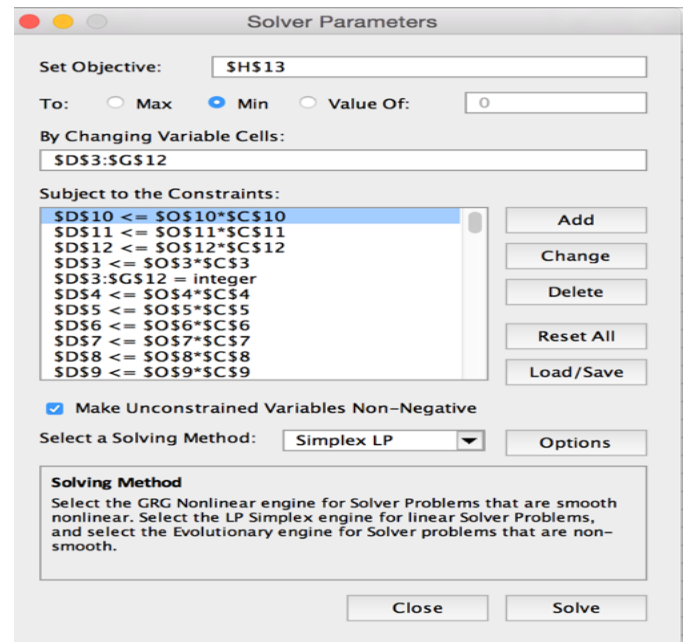 Solver Parameters
Set Objective: $H$13
To: Max Min Value Of: 0
By Changing Variable Cells:
$D$3:$G$12
Subject to the Constraints:
$D$10 <= $O$10*$C$10
$D$11 <= $O$11*$C$11
$D$12 <= $O$12*$C$12
$D$3 <= $O$3*$C$3
$D$3:$G$12 = integer
$D$4 <= $O$4*$C$4
$D$5 <= $O$5*$C$5
$D$6 <= $O$6*$C$6
$D$7 <= $O$7*$C$7
$D$8 <= $O$8*$C$8
$D$9 <= $O$9*$C$9
Add
Change
Delete
Reset All
Load/Save
Make Unconstrained Variables Non-Negative
Select a Solving Method: Simplex LP Options
Solving Method
Select the GRG Nonlinear engine for Solver Problems that are smooth
nonlinear. Select the LP Simplex engine for linear Solver Problems,
and select the Evolutionary engine for Solver problems that are non-
smooth.
Close Solve